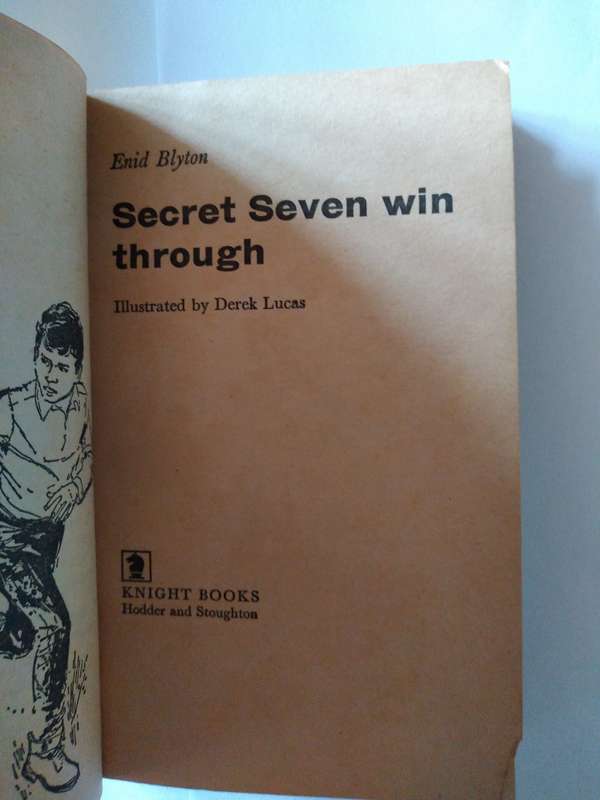 Enid Blyton
Secret Seven win
through
Illustrated by Derek Lucas
KNIGHT BOOKS
Hodder and Stoughton